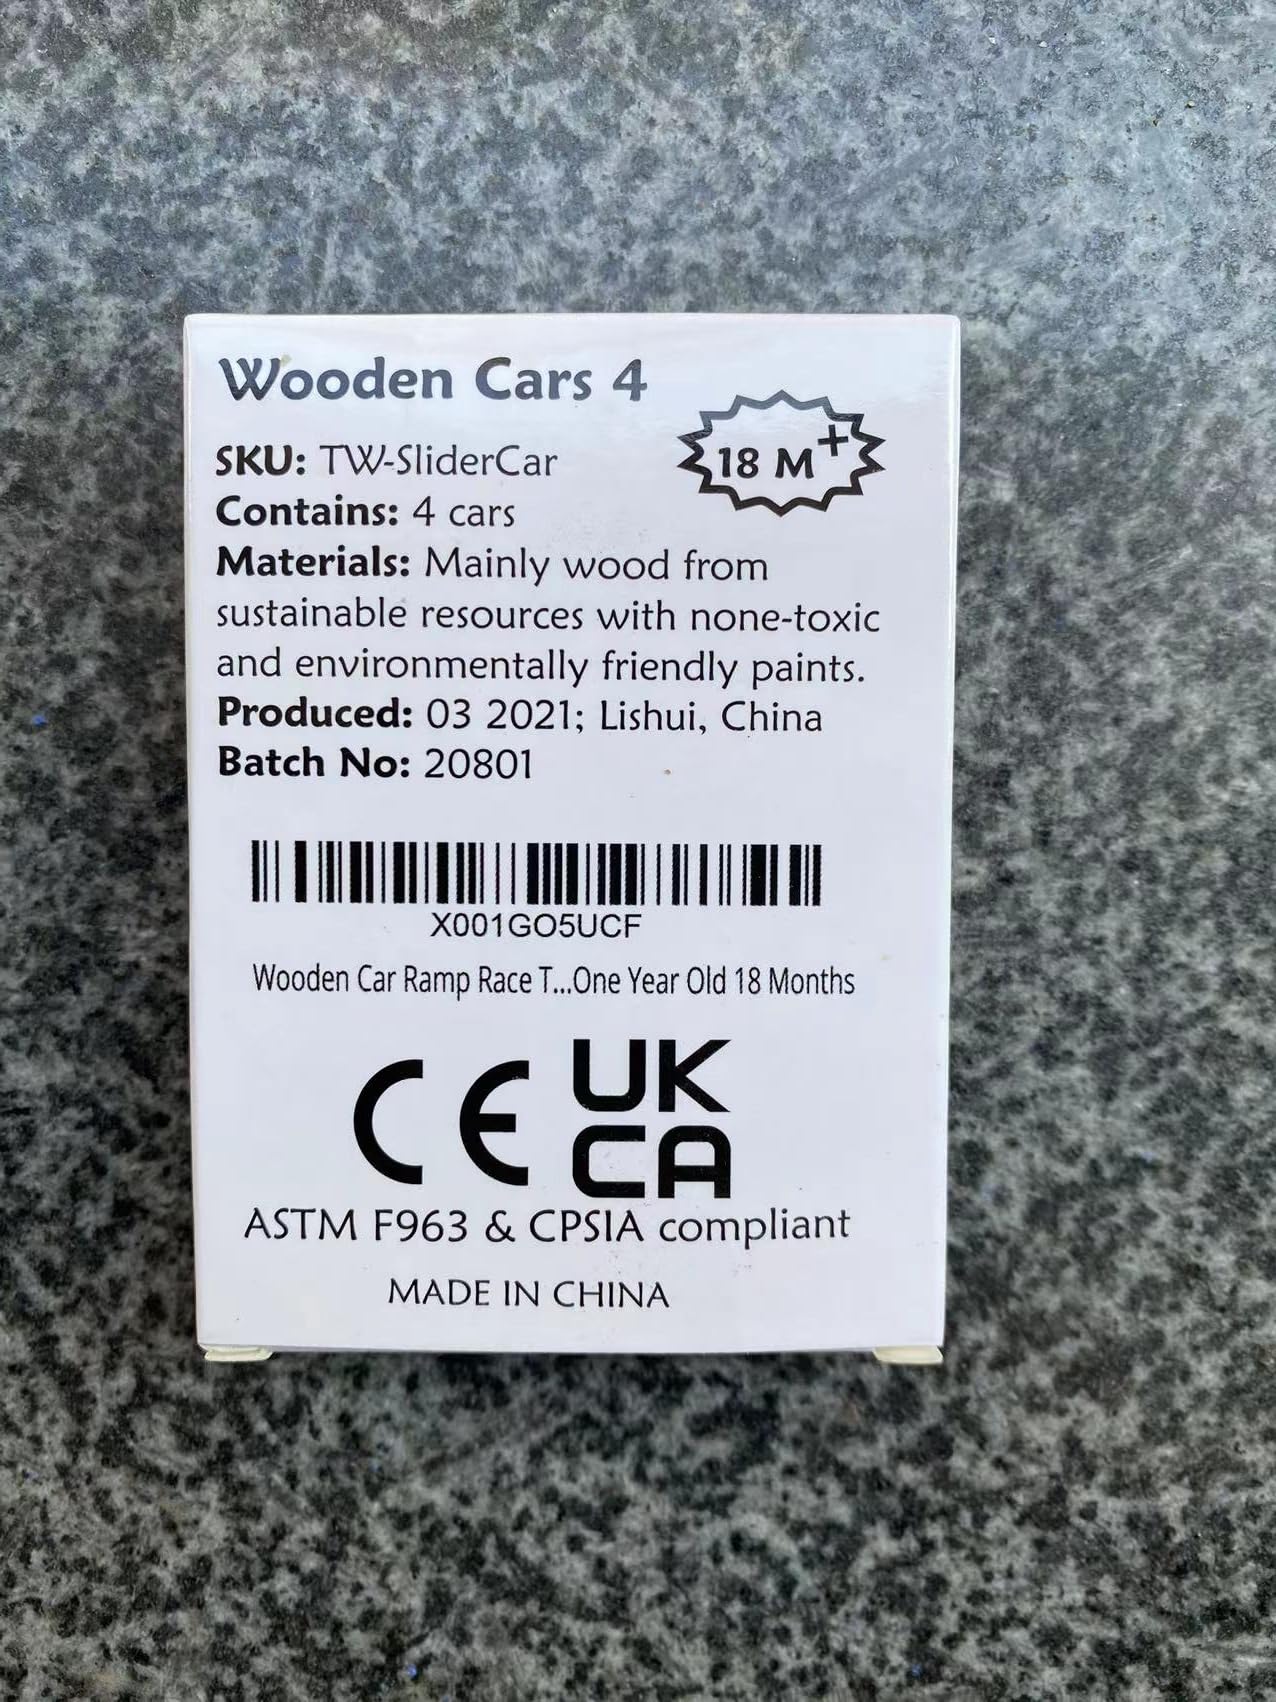 Wooden Cars 4
18 M+
SKU: TW-SliderCar
Contains: 4 cars
Materials: Mainly wood from
sustainable resources with none-toxic
and environmentally friendly paints.
Produced: 03 2021; Lishui, China
Batch No: 20801
X001GO5UCF
Wooden Car Ramp Race T...One Year Old 18 Months
CE UK
CA
ASTM F963 & CPSIA compliant
MADE IN CHINA